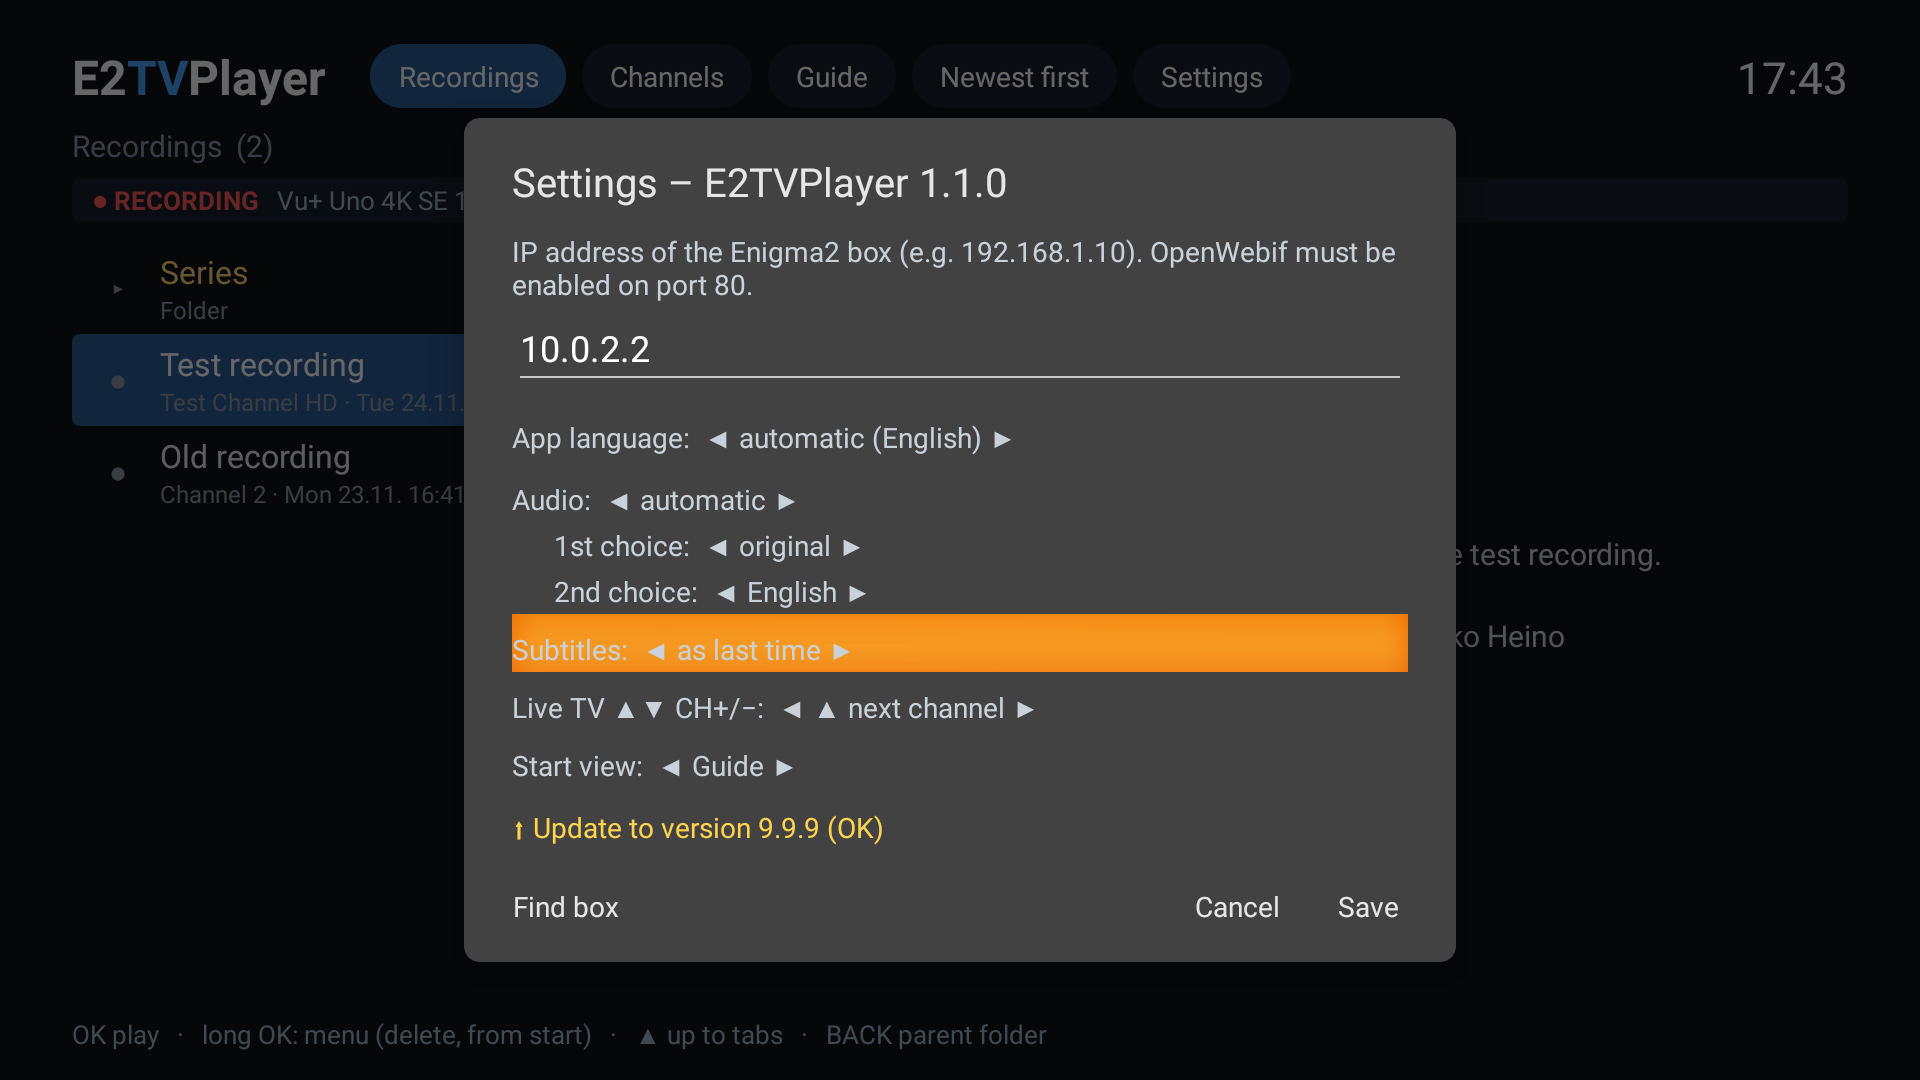 E2TVPlayer Recordings Channels Guide Newest first Settings 17:43
Recordings (2)
● RECORDING Vu+ Uno 4K SE
Settings – E2TVPlayer 1.1.0
IP address of the Enigma2 box (e.g. 192.168.1.10). OpenWebif must be
enabled on port 80.
10.0.2.2
App language: ◄ automatic (English) ►
Audio: ◄ automatic ►
1st choice: ◄ original ►
2nd choice: ◄ English ►
Subtitles: ◄ as last time ►
Live TV ▲▼ CH+/−: ◄ ▲ next channel ►
Start view: ◄ Guide ►
⭡ Update to version 9.9.9 (OK)
Find box Cancel Save
▸ Series
Folder
● Test recording
Test Channel HD · Tue 24.11.
● Old recording
Channel 2 · Mon 23.11. 16:41
test recording.
Heino
OK play · long OK: menu (delete, from start) · ▲ up to tabs · BACK parent folder